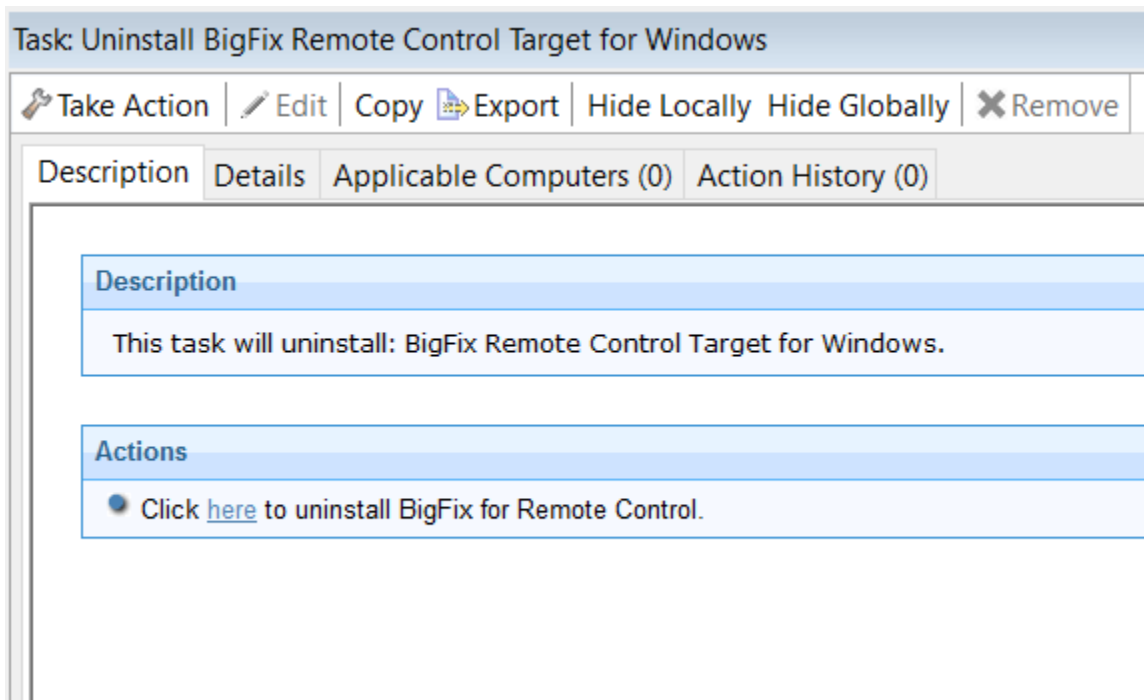 Task: Uninstall BigFix Remote Control Target for Windows
Take Action Edit Copy Export Hide Locally Hide Globally Remove
Description Details Applicable Computers (0) Action History (0)
Description
This task will uninstall: BigFix Remote Control Target for Windows.
Actions
Click here to uninstall BigFix for Remote Control.